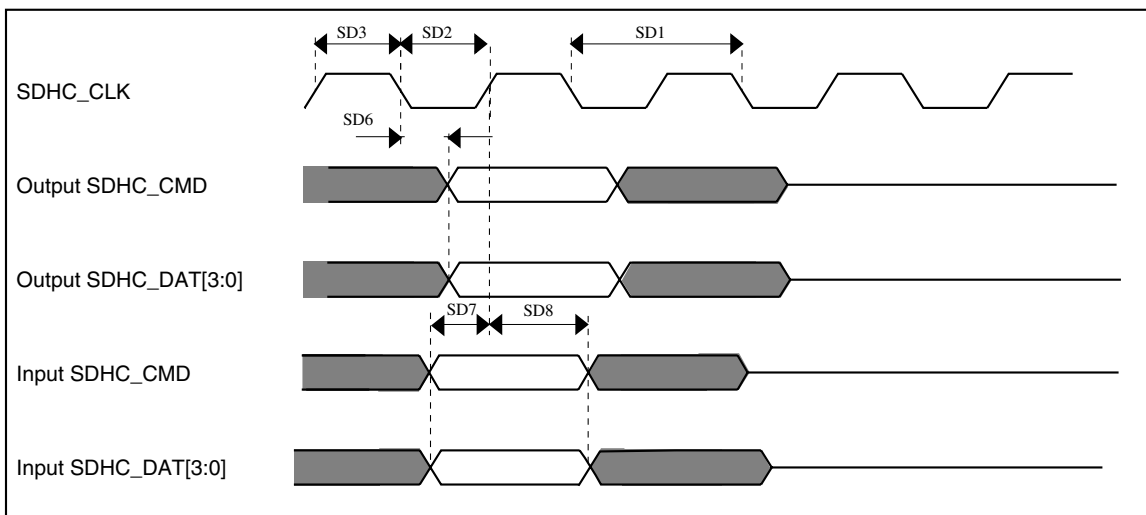 SD3
SD2
SD1
SDHC_CLK
SD6
Output SDHC_CMD
Output SDHC_DAT[3:0]
SD7
SD8
Input SDHC_CMD
Input SDHC_DAT[3:0]